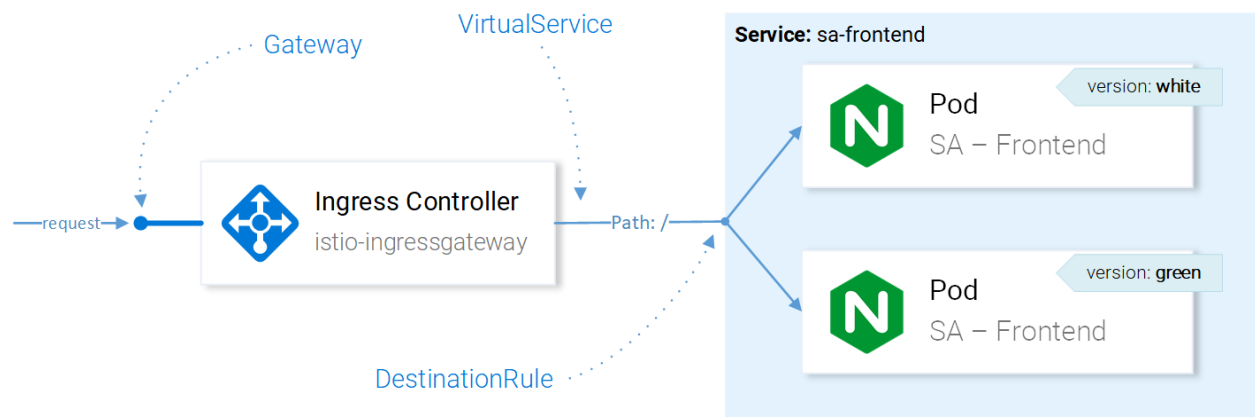 VirtualService
Gateway
Service: sa-frontend
version: white
Pod
SA – Frontend
Ingress Controller
istio-ingressgateway
request
Path: /
version: green
Pod
SA – Frontend
DestinationRule